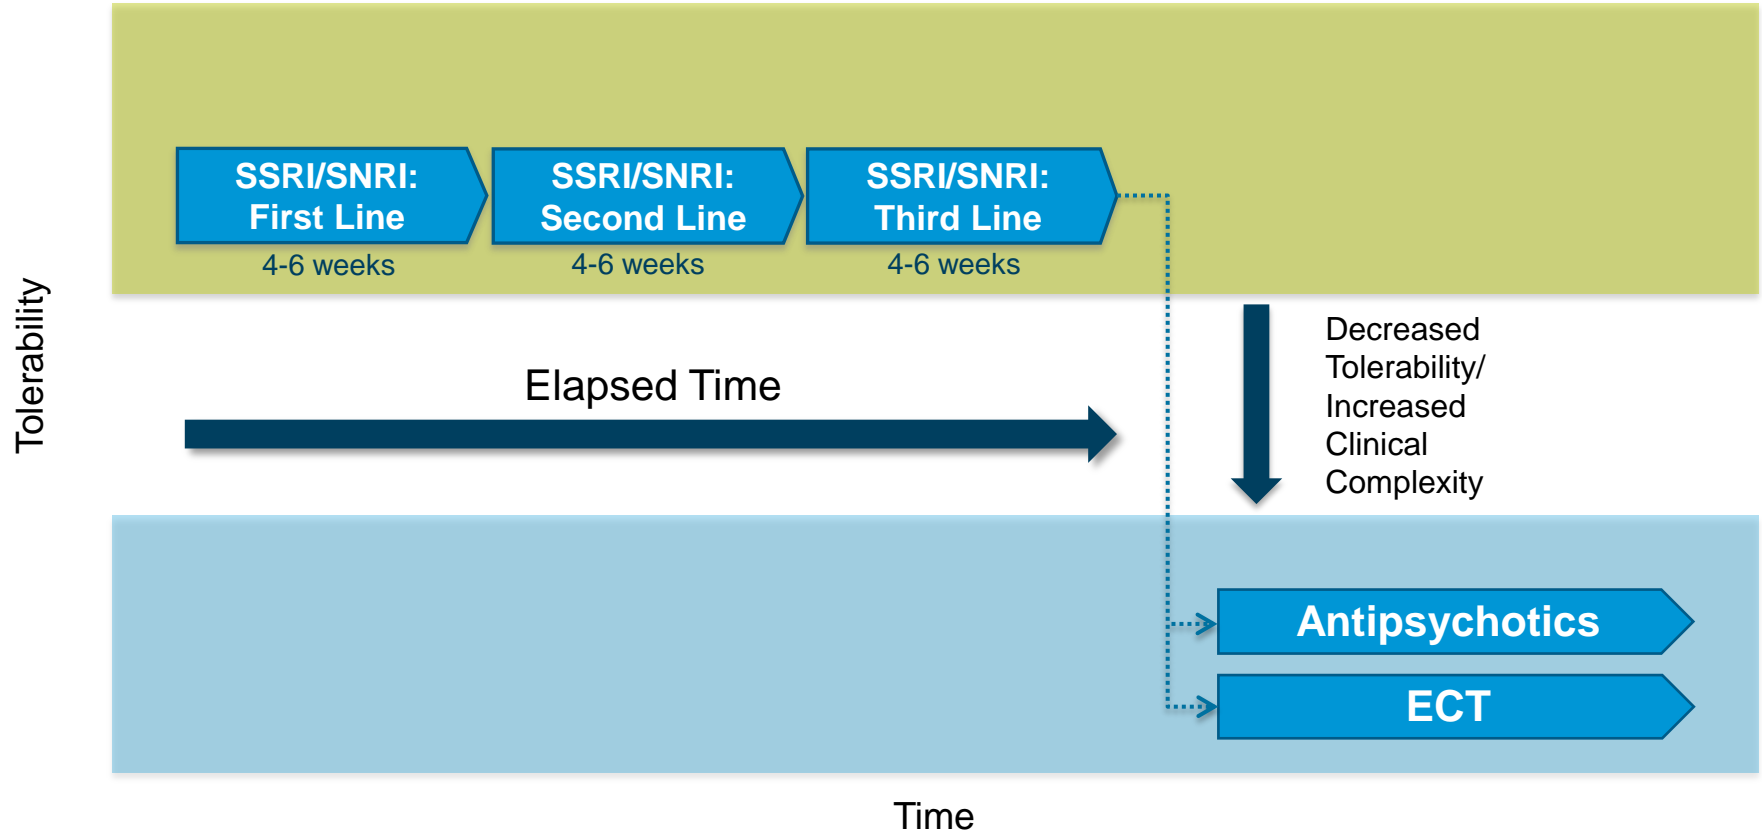 SSRI/SNRI:
First Line
4-6 weeks
SSRI/SNRI:
Second Line
4-6 weeks
SSRI/SNRI:
Third Line
4-6 weeks
Tolerability
Elapsed Time
Decreased
Tolerability/
Increased
Clinical
Complexity
Antipsychotics
ECT
Time